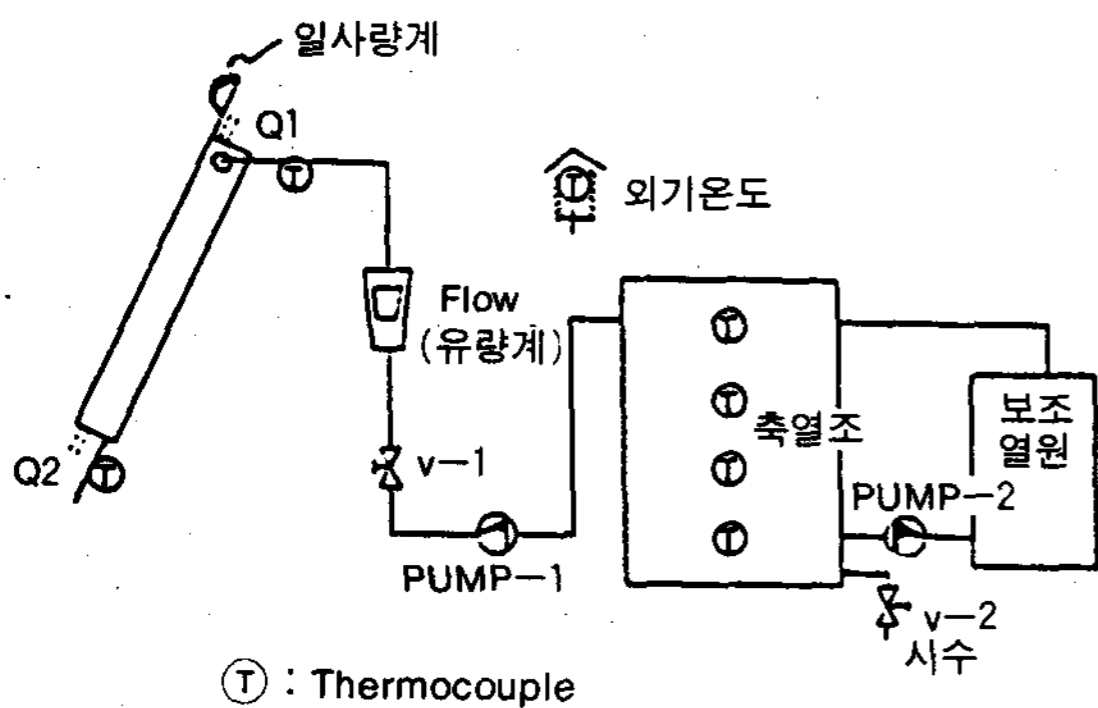 일사량계
Q1
Ⓣ
Ⓣ
외기온도
Flow
(유량계)
Ⓣ
Ⓣ
축열조
보조
열원
Q2
Ⓣ
v-1
Ⓣ
PUMP-2
Ⓣ
PUMP-1
v-2
시수
Ⓣ : Thermocouple